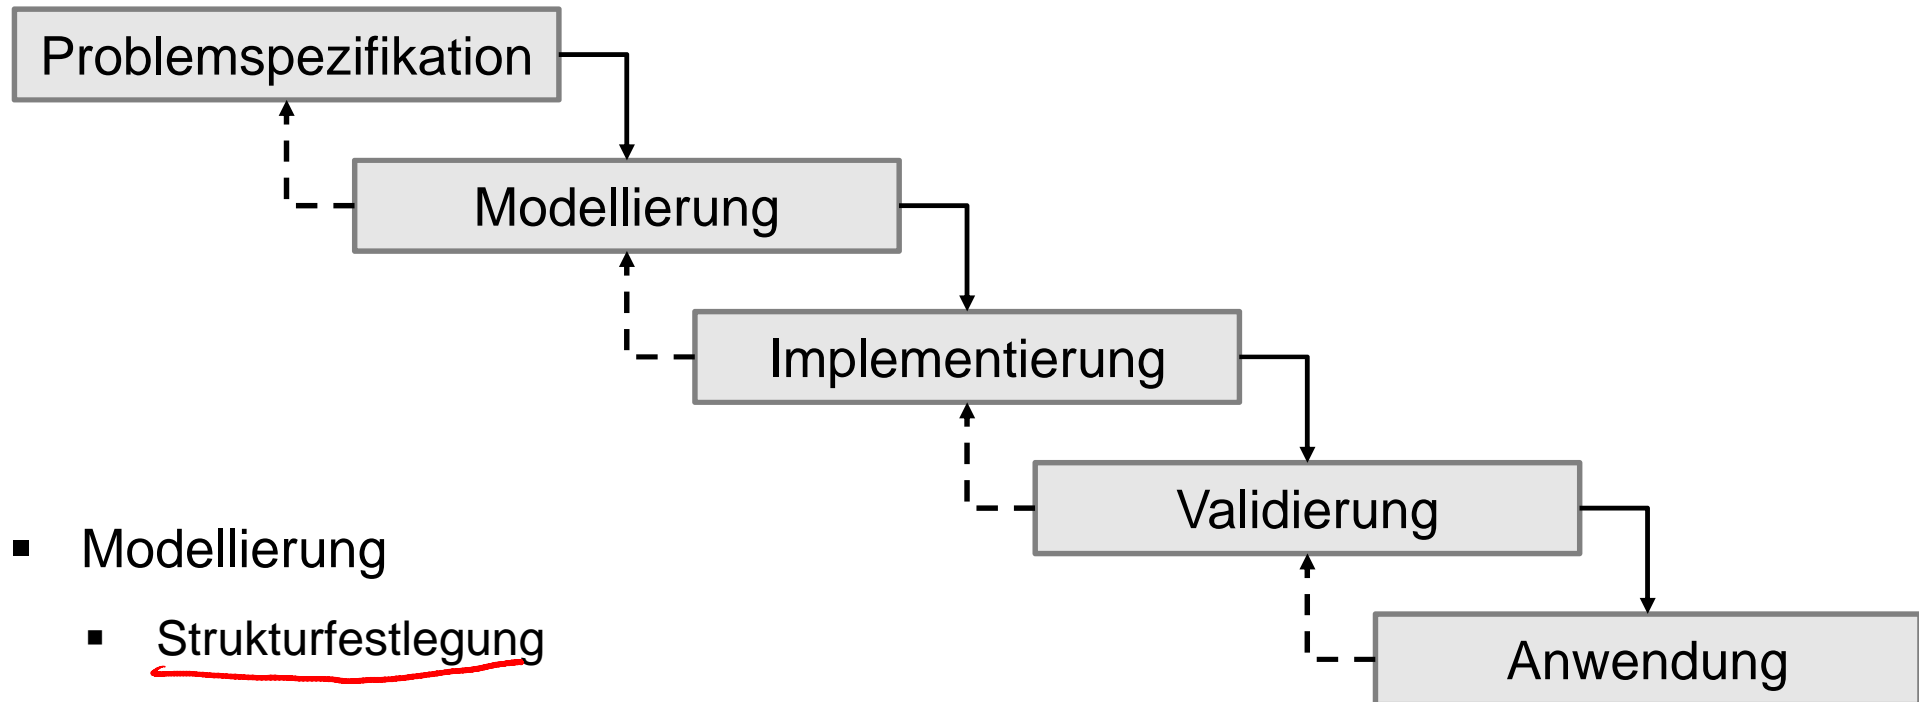 Problemspezifikation
Modellierung
Implementierung
Validierung
▪ Modellierung
▪ Strukturfestlegung
Anwendung